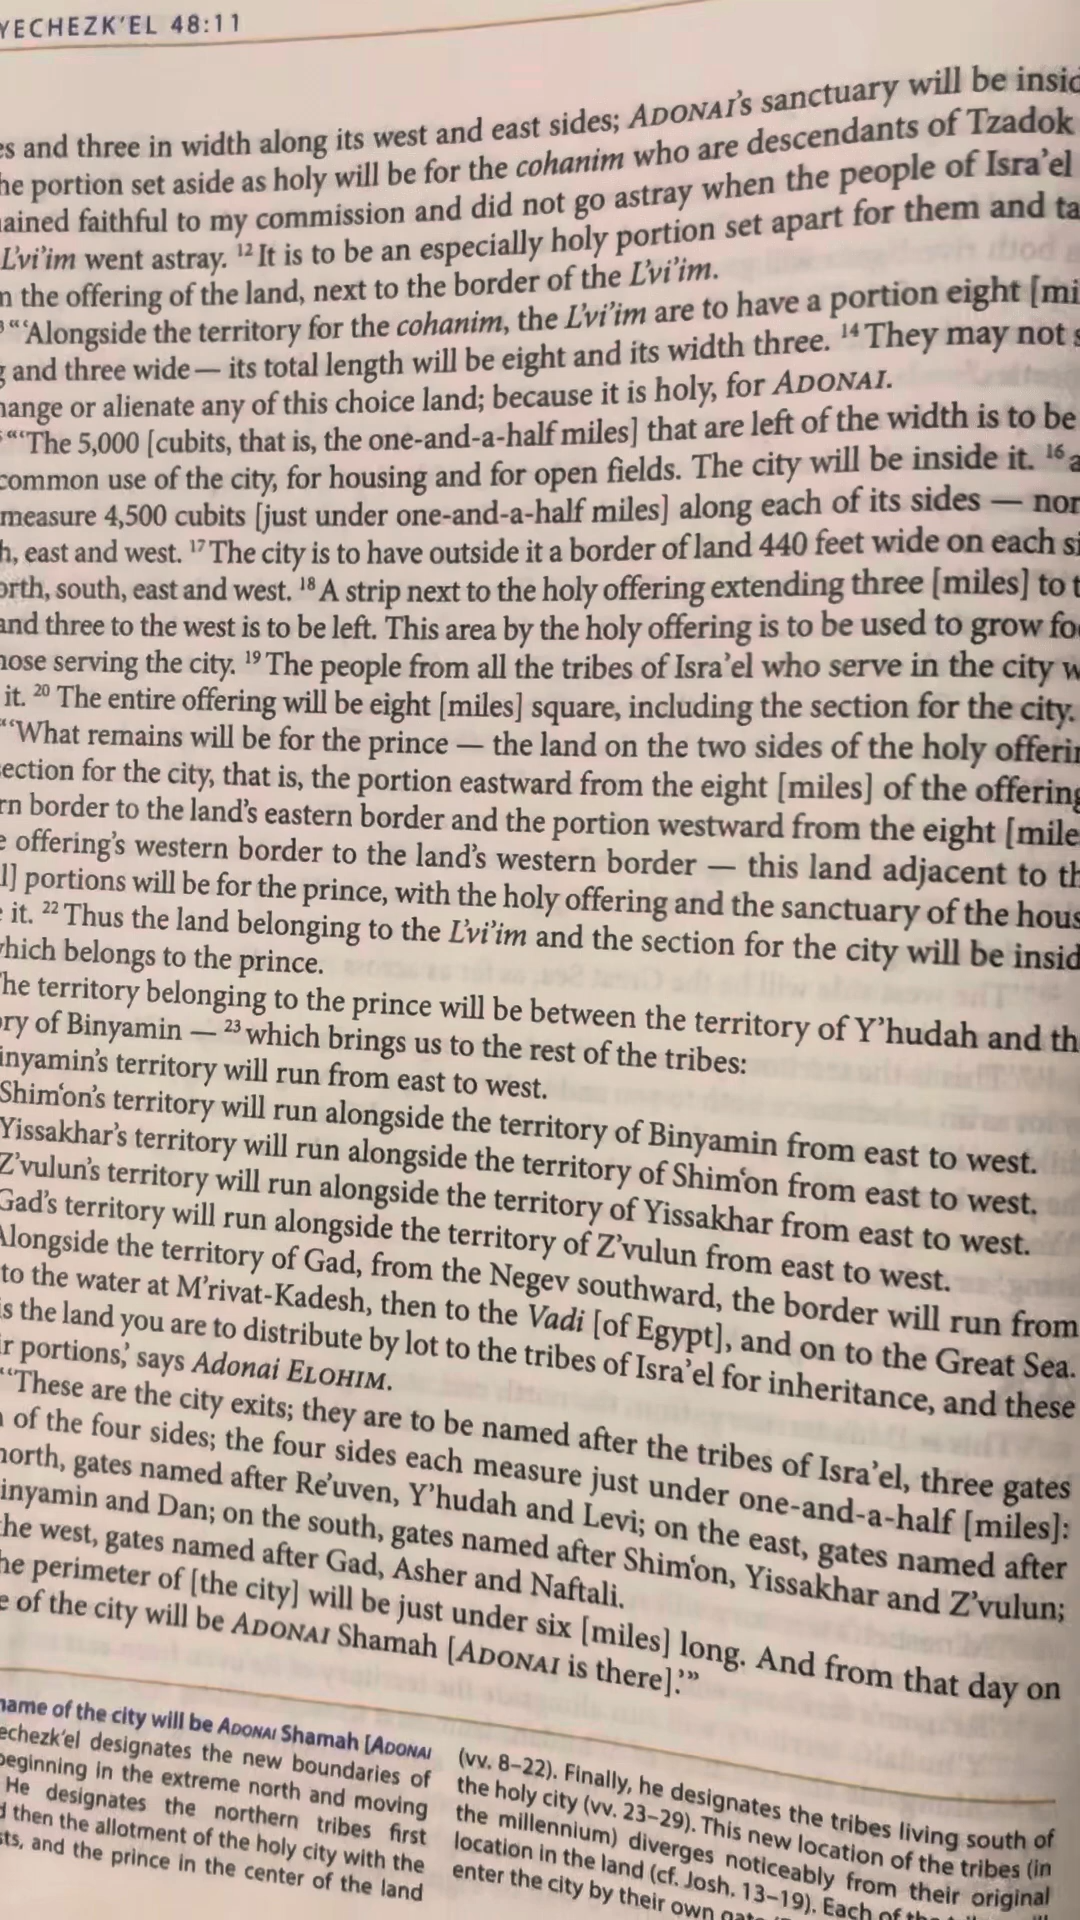 YECHEZK'EL 48:11
and three in width along its west and east sides; ADONAI's sanctuary will be
portion set aside as holy will be for the cohanim who are descendants of Tzadok
faithful to my commission and did not go astray when the people of Isra'el
L'vi'im went astray. 12 It is to be an especially holy portion set apart for them and
the offering of the land, next to the border of the L'vi'im.
"'Alongside the territory for the cohanim, the L'vi'im are to have a portion eight
and three wide — its total length will be eight and its width three. 14 They may not
or alienate any of this choice land; because it is holy, for ADONAI.
"'The 5,000 [cubits, that is, the one-and-a-half miles] that are left of the width is to be
common use of the city, for housing and for open fields. The city will be inside it. 16
measure 4,500 cubits [just under one-and-a-half miles] along each of its sides —
east and west. 17 The city is to have outside it a border of land 440 feet wide on each
south, east and west. 18 A strip next to the holy offering extending three [miles] to
and three to the west is to be left. This area by the holy offering is to be used to grow
serving the city. 19 The people from all the tribes of Isra'el who serve in the city
it. 20 The entire offering will be eight [miles] square, including the section for the city.
"'What remains will be for the prince — the land on the two sides of the holy
for the city, that is, the portion eastward from the eight [miles] of the
border to the land's eastern border and the portion westward from the eight
offering's western border to the land's western border — this land adjacent to
portions will be for the prince, with the holy offering and the sanctuary of the
it. 22 Thus the land belonging to the L'vi'im and the section for the city will be
belongs to the prince.
territory belonging to the prince will be between the territory of Y'hudah and
of Binyamin — 23 which brings us to the rest of the tribes:
territory will run from east to west.
Shim'on's territory will run alongside the territory of Binyamin from east to west.
Yissakhar's territory will run alongside the territory of Shim'on from east to west.
Z'vulun's territory will run alongside the territory of Yissakhar from east to west.
Gad's territory will run alongside the territory of Z'vulun from east to west.
Alongside the territory of Gad, from the Negev southward, the border will run from
to the water at M'rivat-Kadesh, then to the Vadi [of Egypt], and on to the Great Sea.
is the land you are to distribute by lot to the tribes of Isra'el for inheritance, and these
portions,' says Adonai ELOHIM.
"'These are the city exits; they are to be named after the tribes of Isra'el, three gates
of the four sides; the four sides each measure just under one-and-a-half [miles]:
north, gates named after Re'uven, Y'hudah and Levi; on the east, gates named after
and Dan; on the south, gates named after Shim'on, Yissakhar and Z'vulun;
the west, gates named after Gad, Asher and Naftali.
perimeter of [the city] will be just under six [miles] long. And from that day on
of the city will be ADONAI Shamah [ADONAI is there].'"
name of the city will be ADONAI Shamah [ADONAI
designates the new boundaries of
beginning in the extreme north and moving
He designates the northern tribes first
then the allotment of the holy city with the
and the prince in the center of the land
(vv. 8–22). Finally, he designates the tribes living south of
the holy city (vv. 23–29). This new location of the tribes (in
the millennium) diverges noticeably from their original
location in the land (cf. Josh. 13–19). Each of
enter the city by their own